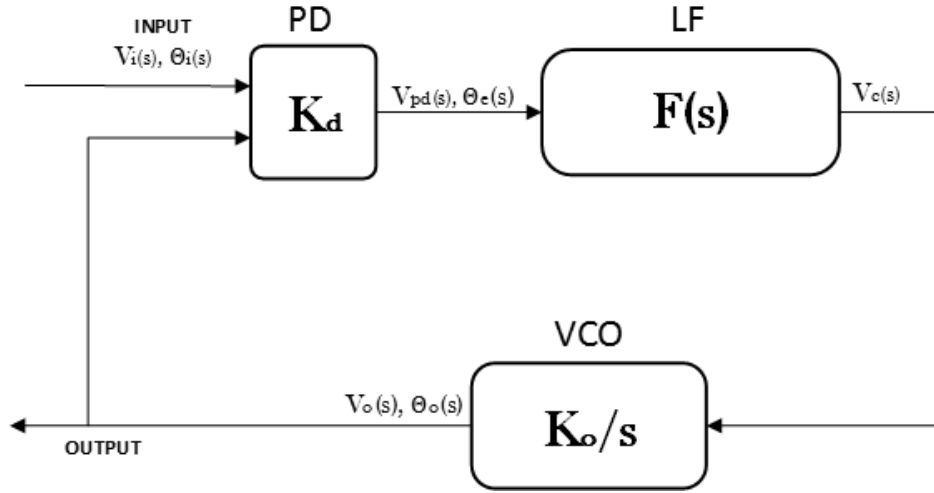 PD
LF
INPUT
Vi(s), Θi(s)
Kd
Vpd(s), Θe(s)
F(s)
Vc(s)
VCO
Vo(s), Θo(s)
Ko/s
OUTPUT